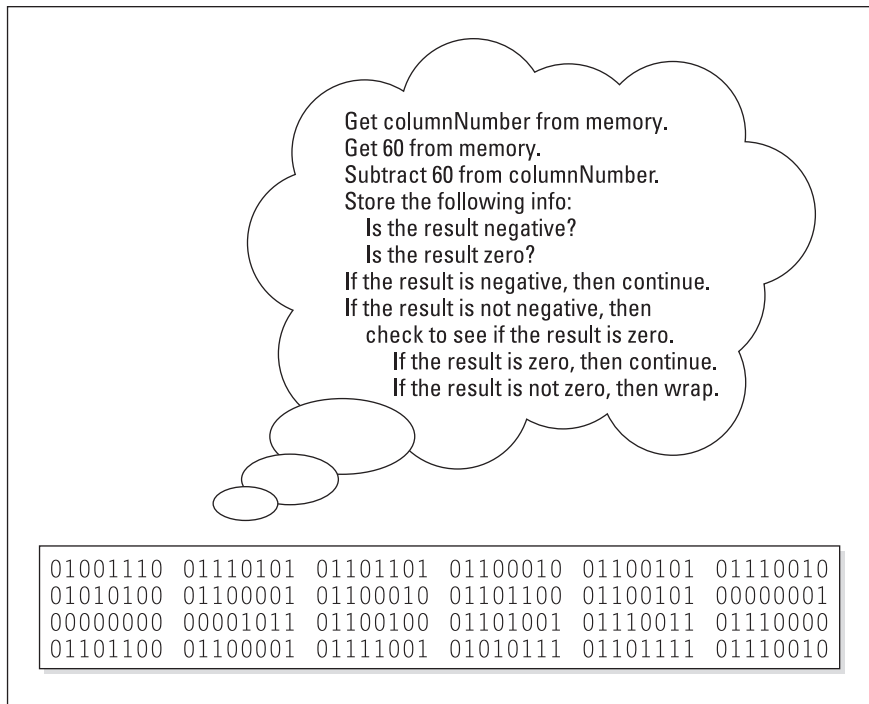 Get columnNumber from memory.
Get 60 from memory.
Subtract 60 from columnNumber.
Store the following info:
Is the result negative?
Is the result zero?
If the result is negative, then continue.
If the result is not negative, then
check to see if the result is zero.
If the result is zero, then continue.
If the result is not zero, then wrap.
01001110 01110101 01101101 01100010 01100101 01110010
01010100 01100001 01100010 01101100 01100101 00000001
00000000 00001011 01100100 01101001 01110011 01110000
01101100 01100001 01111001 01010111 01101111 01110010